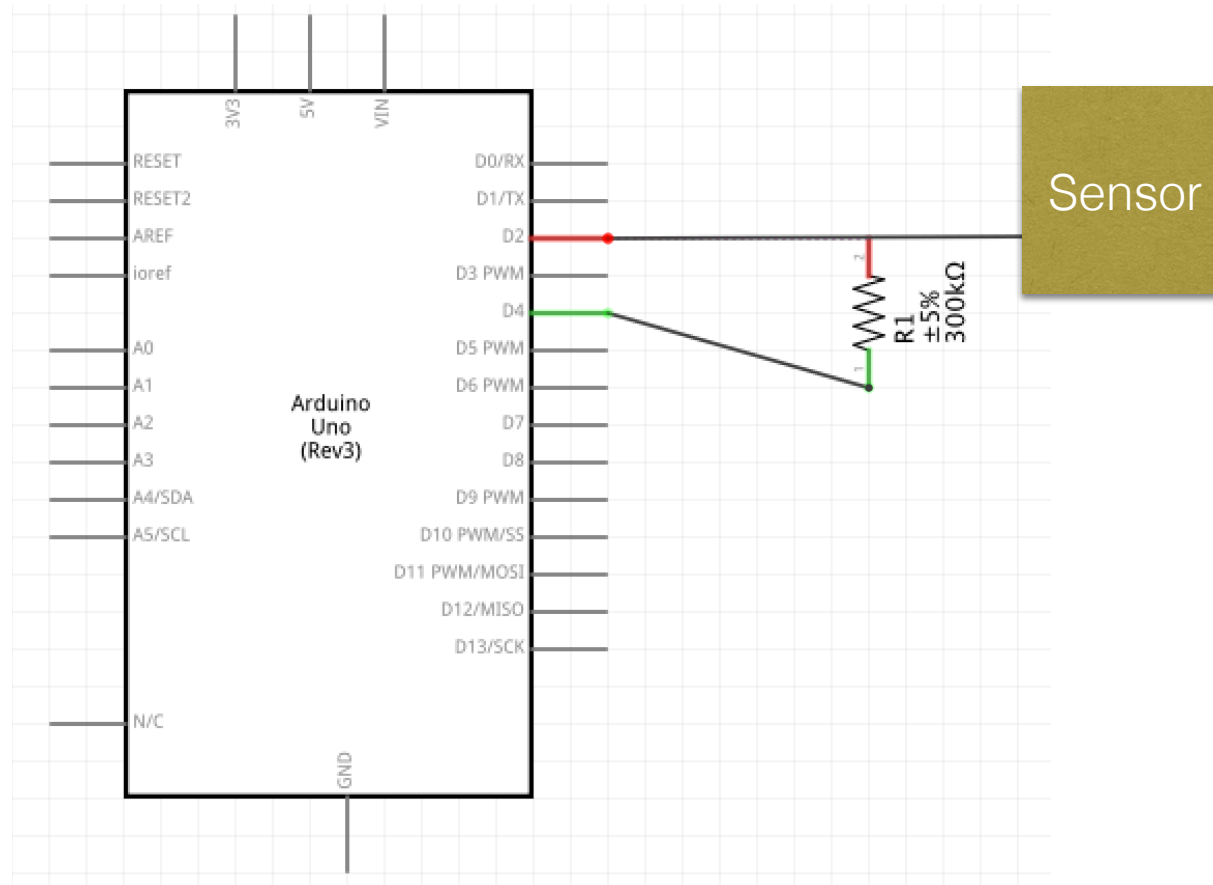 3V3
5V
VIN
RESET
RESET2
AREF
ioref
A0
A1
A2
A3
A4/SDA
A5/SCL
N/C
Arduino
Uno
(Rev3)
D0/RX
D1/TX
D2
D3 PWM
D4
D5 PWM
D6 PWM
D7
D8
D9 PWM
D10 PWM/SS
D11 PWM/MOSI
D12/MISO
D13/SCK
GND
2
1
R1
±5%
300kΩ
Sensor